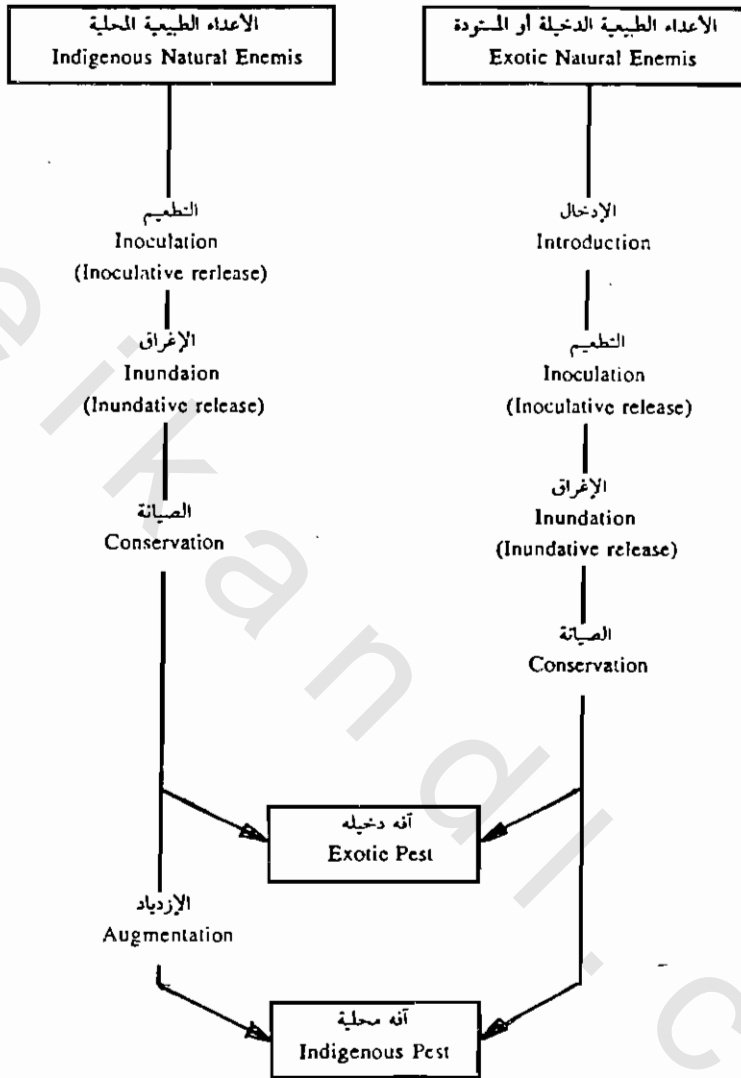 الأعداء الطبيعية المحلية
Indigenous Natural Enemis
الأعداء الطبيعية الدخيلة أو المستودة
Exotic Natural Enemis
التطعيم
Inoculation
(Inoculative rerlease)
الإغراق
Inundaion
(Inundative release)
الصيانة
Conservation
الإزدياد
Augmentation
الإدخال
Introduction
التطعيم
Inoculation
(Inoculative release)
الإغراق
Inundation
(Inundative release)
الصيانة
Conservation
آفه دخيله
Exotic Pest
آفه محلية
Indigenous Pest
eikandl.c